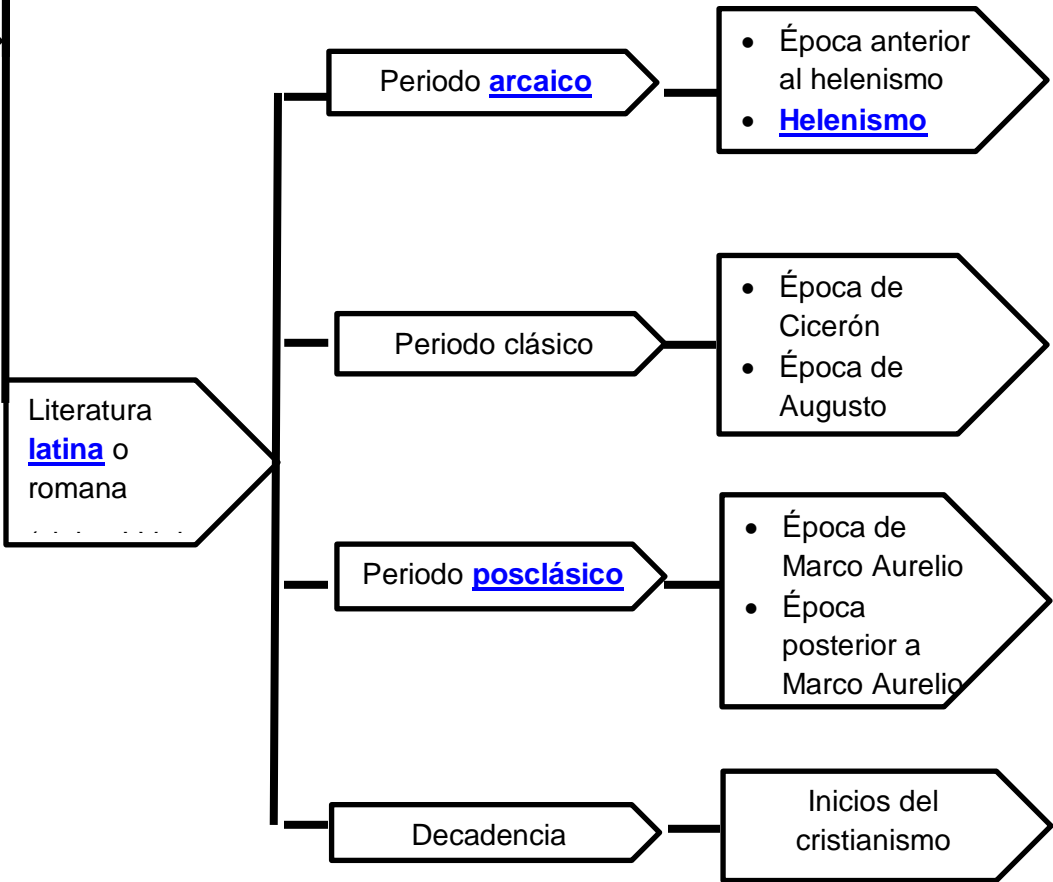 Periodo arcaico
• Época anterior
al helenismo
• Helenismo
Periodo clásico
• Época de
Cicerón
• Época de
Augusto
Literatura
latina o
romana
Periodo posclásico
• Época de
Marco Aurelio
• Época
posterior a
Marco Aurelio
Decadencia
Inicios del
cristianismo